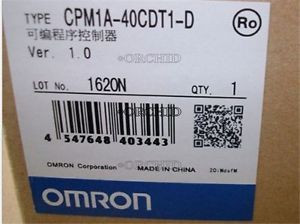 TYPE CPM1A-40CDT1-D
Ro
可编程序控制器
Ver. 1.0
LOT No. 1620N QTY. 1
4 547648 403443
OMRON Corporation MADE IN CHINA
OMRON